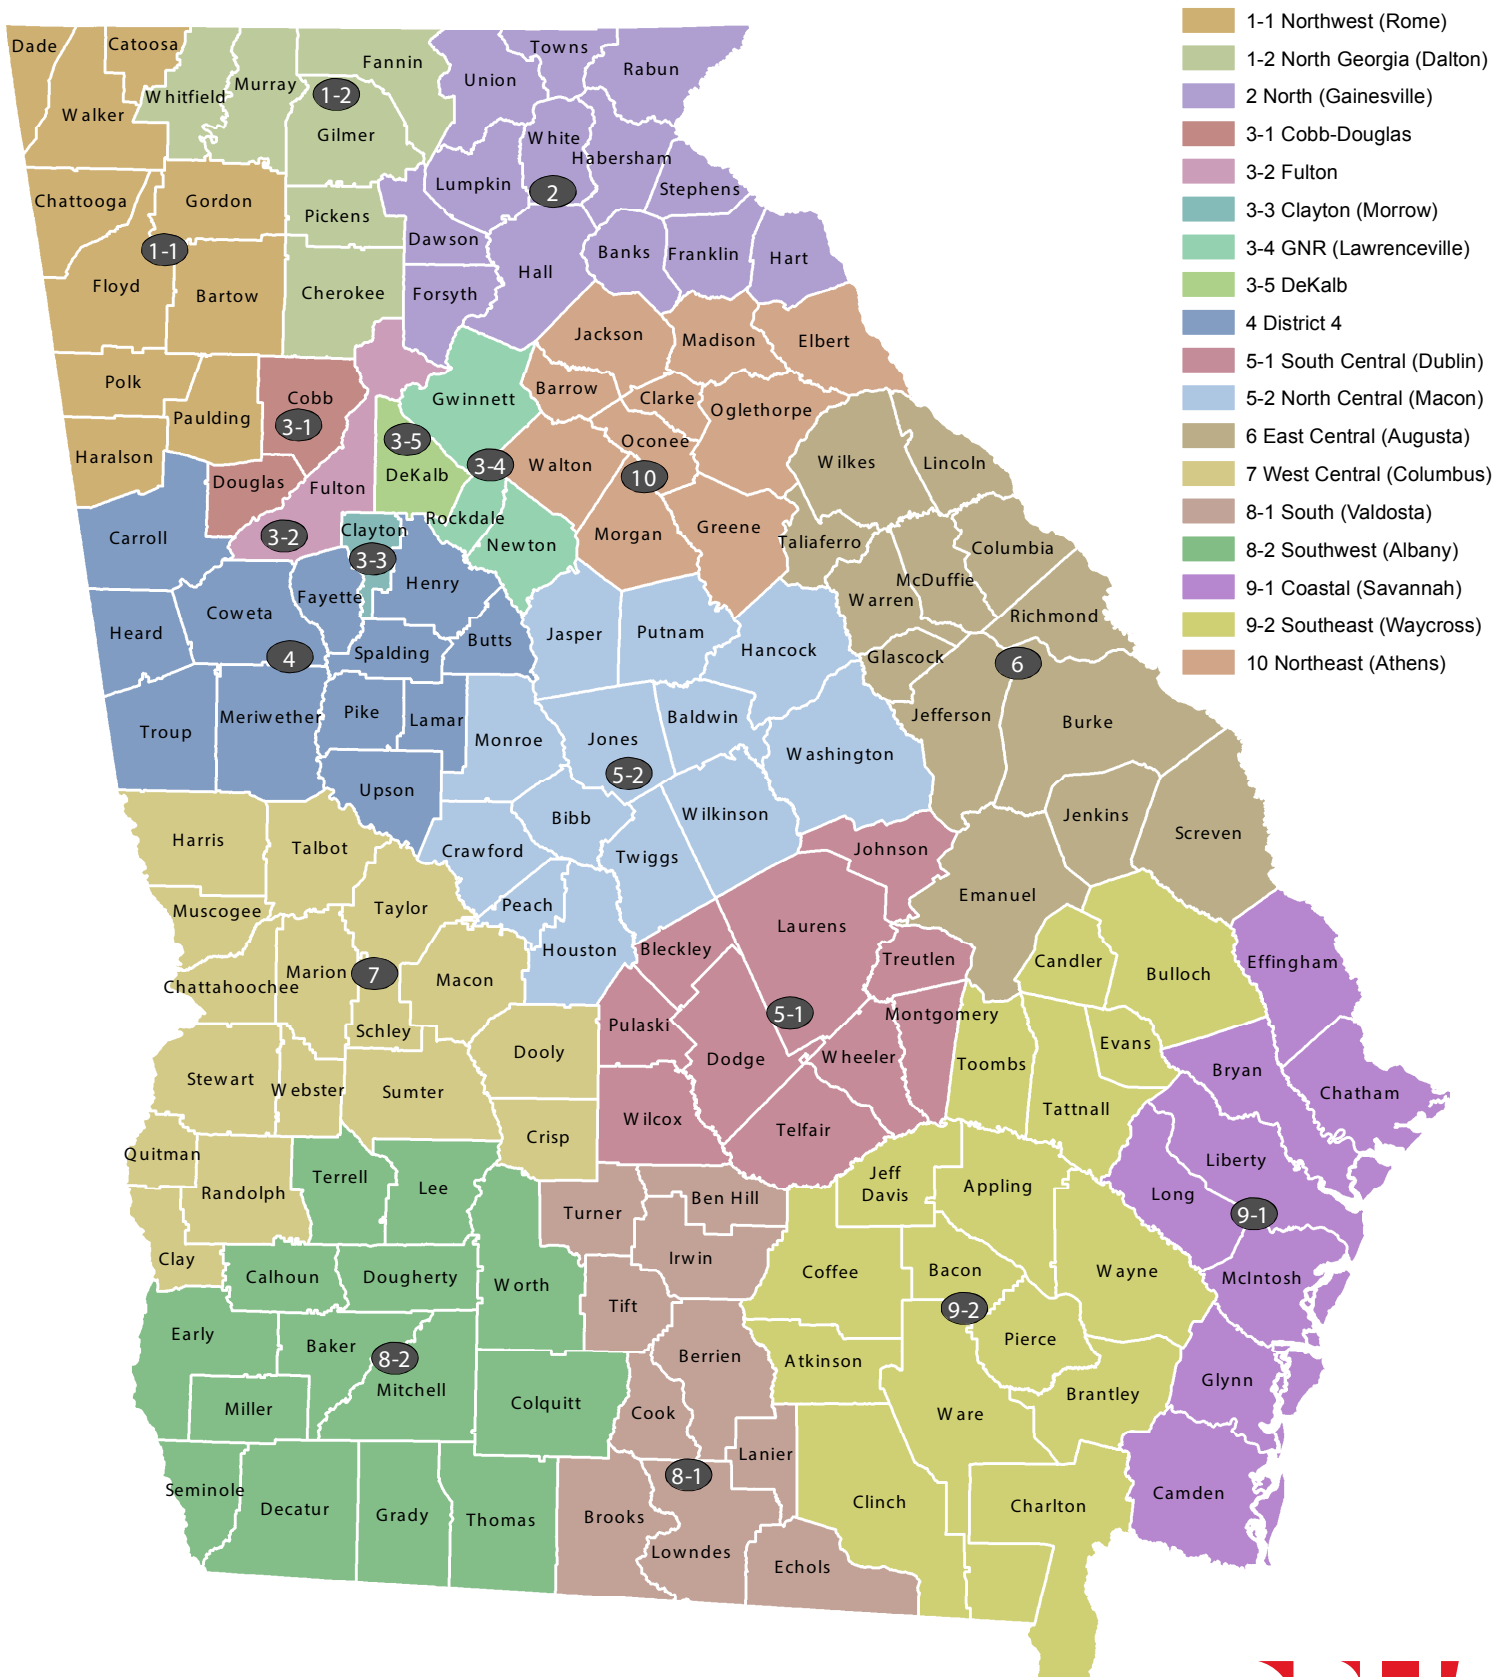 1-1 Northwest (Rome)
1-2 North Georgia (Dalton)
2 North (Gainesville)
3-1 Cobb-Douglas
3-2 Fulton
3-3 Clayton (Morrow)
3-4 GNR (Lawrenceville)
3-5 DeKalb
4 District 4
5-1 South Central (Dublin)
5-2 North Central (Macon)
6 East Central (Augusta)
7 West Central (Columbus)
8-1 South (Valdosta)
8-2 Southwest (Albany)
9-1 Coastal (Savannah)
9-2 Southeast (Waycross)
10 Northeast (Athens)
Dade
Catoosa
Walker
Whitfield
Murray
Fannin
1-2
Gilmer
Union
Towns
Rabun
White
Habersham
Lumpkin
2
Stephens
Chattooga
Gordon
Pickens
Dawson
1-1
Hall
Banks
Franklin
Hart
Floyd
Bartow
Cherokee
Forsyth
Jackson
Madison
Elbert
Polk
Paulding
Cobb
3-1
Gwinnett
Barrow
Clarke
Oglethorpe
Haralson
Douglas
Fulton
3-5
DeKalb
3-4
Walton
Oconee
10
Wilkes
Lincoln
Carroll
3-2
Clayton
3-3
Rockdale
Newton
Morgan
Greene
Taliaferro
Columbia
McDuffie
Warren
Richmond
Heard
Coweta
Fayette
Henry
4
Spalding
Butts
Jasper
Putnam
Hancock
Glascock
6
Troup
Meriwether
Pike
Lamar
Monroe
Jones
5-2
Baldwin
Washington
Jefferson
Burke
Upson
Bibb
Wilkinson
Jenkins
Screven
Harris
Talbot
Crawford
Twiggs
Johnson
Emanuel
Muscogee
Taylor
Peach
Houston
Bleckley
Laurens
Treutlen
Candler
Bulloch
Effingham
Chattahoochee
Marion
7
Macon
Schley
Dooly
Pulaski
5-1
Dodge
Montgomery
Wheeler
Toombs
Evans
Bryan
Chatham
Stewart
Webster
Sumter
Crisp
Wilcox
Telfair
Tattnall
Quitman
Randolph
Terrell
Lee
Turner
Ben Hill
Jeff
Davis
Appling
Long
Liberty
9-1
Clay
Calhoun
Dougherty
Worth
Irwin
Tift
Coffee
Bacon
9-2
Wayne
McIntosh
Early
Baker
8-2
Mitchell
Miller
Colquitt
Berrien
Cook
Atkinson
Pierce
Ware
Brantley
Glynn
Seminole
Decatur
Grady
Thomas
Brooks
8-1
Lanier
Lowndes
Echols
Clinch
Charlton
Camden